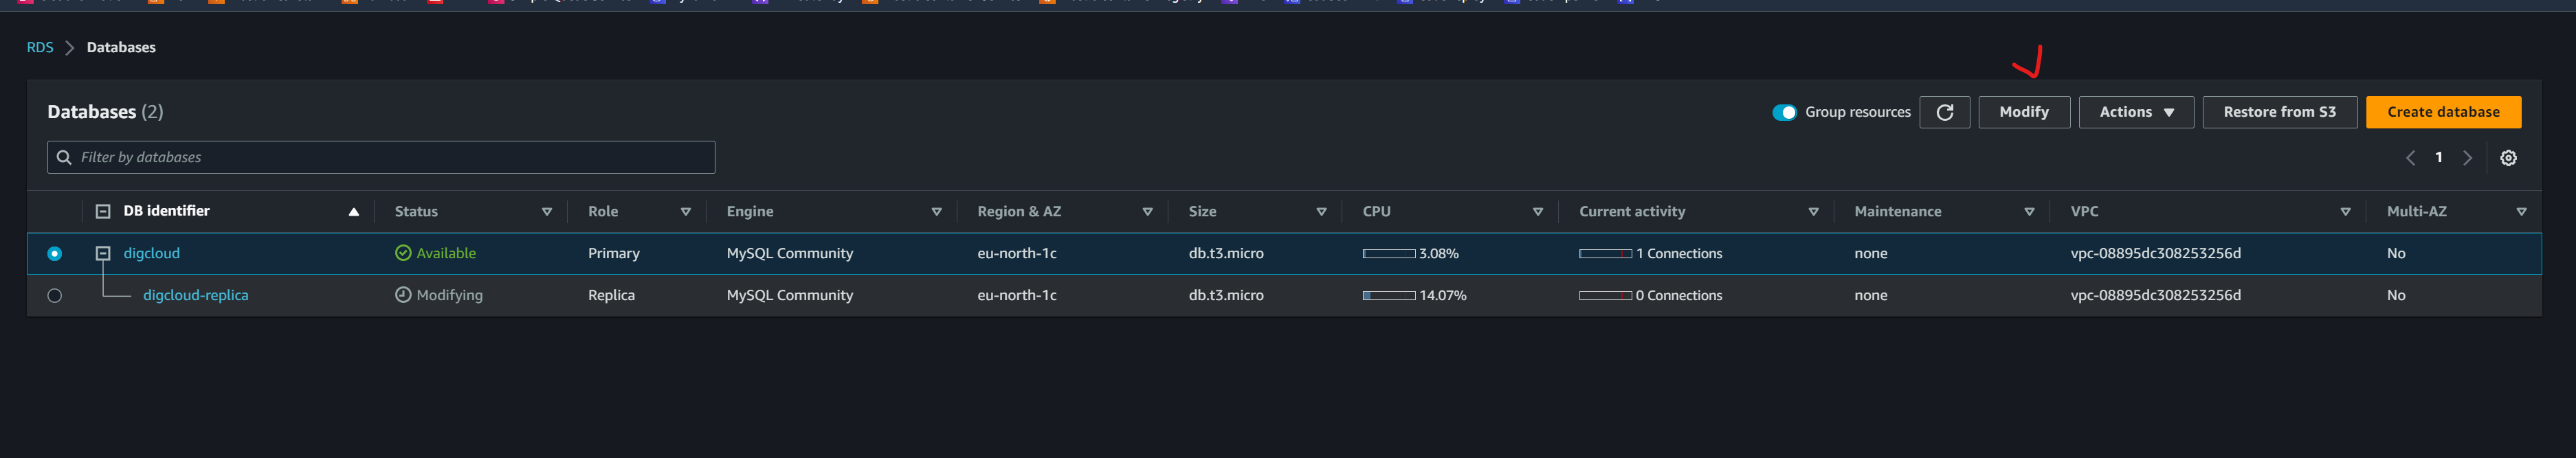 RDS > Databases
Databases (2)
Group resources
Modify
Actions
Restore from S3
Create database
Filter by databases
1
DB identifier Status Role Engine Region & AZ Size CPU Current activity Maintenance VPC Multi-AZ
digcloud Available Primary MySQL Community eu-north-1c db.t3.micro 3.08% 1 Connections none vpc-08895dc308253256d No
digcloud-replica Modifying Replica MySQL Community eu-north-1c db.t3.micro 14.07% 0 Connections none vpc-08895dc308253256d No